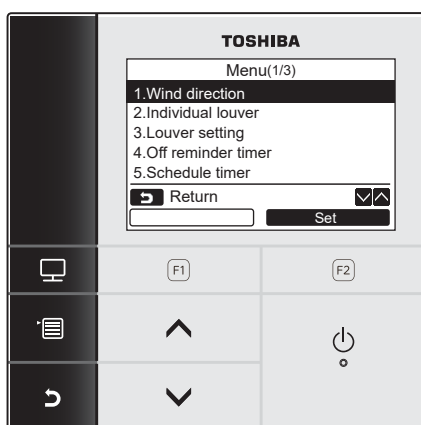 TOSHIBA
Menu(1/3)
1.Wind direction
2.Individual louver
3.Louver setting
4.Off reminder timer
5.Schedule timer
Return
Set
F1
F2